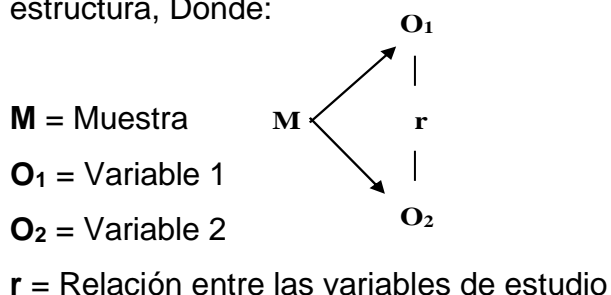 estructura, Donde:
O₁
M = Muestra
M
r
O₁ = Variable 1
O₂ = Variable 2
O₂
r = Relación entre las variables de estudio